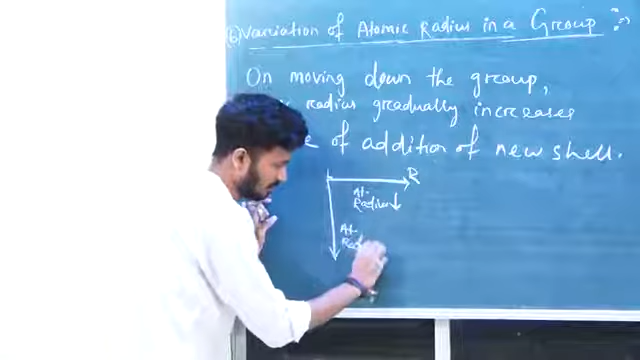 (b) Variation of Atomic Radius in a Group :-
On moving down the group,
radius gradually increases
of addition of new shell.
R
At.
Radius ↓
At.